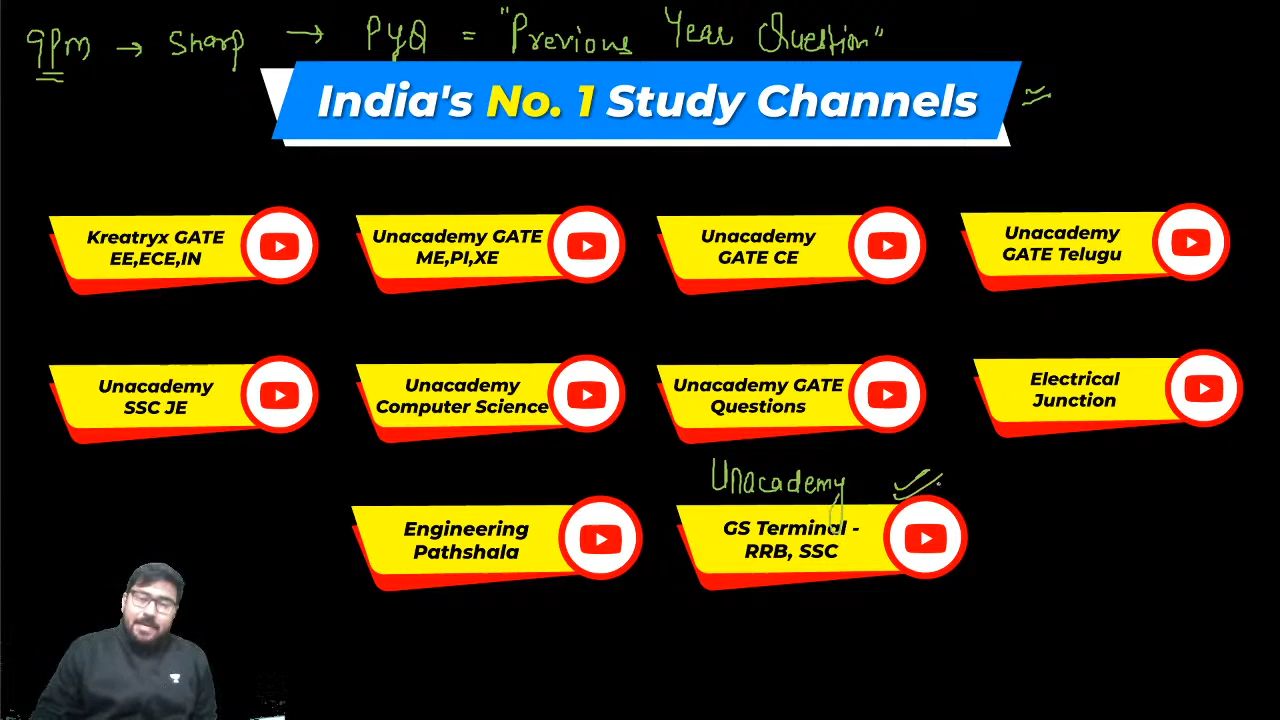 9pm → Sharp → PYQ = "Previous Year Question"
India's No. 1 Study Channels
Kreatryx GATE
EE,ECE,IN
Unacademy GATE
ME,PI,XE
Unacademy
GATE CE
Unacademy
GATE Telugu
Unacademy
SSC JE
Unacademy
Computer Science
Unacademy GATE
Questions
Electrical
Junction
Engineering
Pathshala
Unacademy
GS Terminal -
RRB, SSC